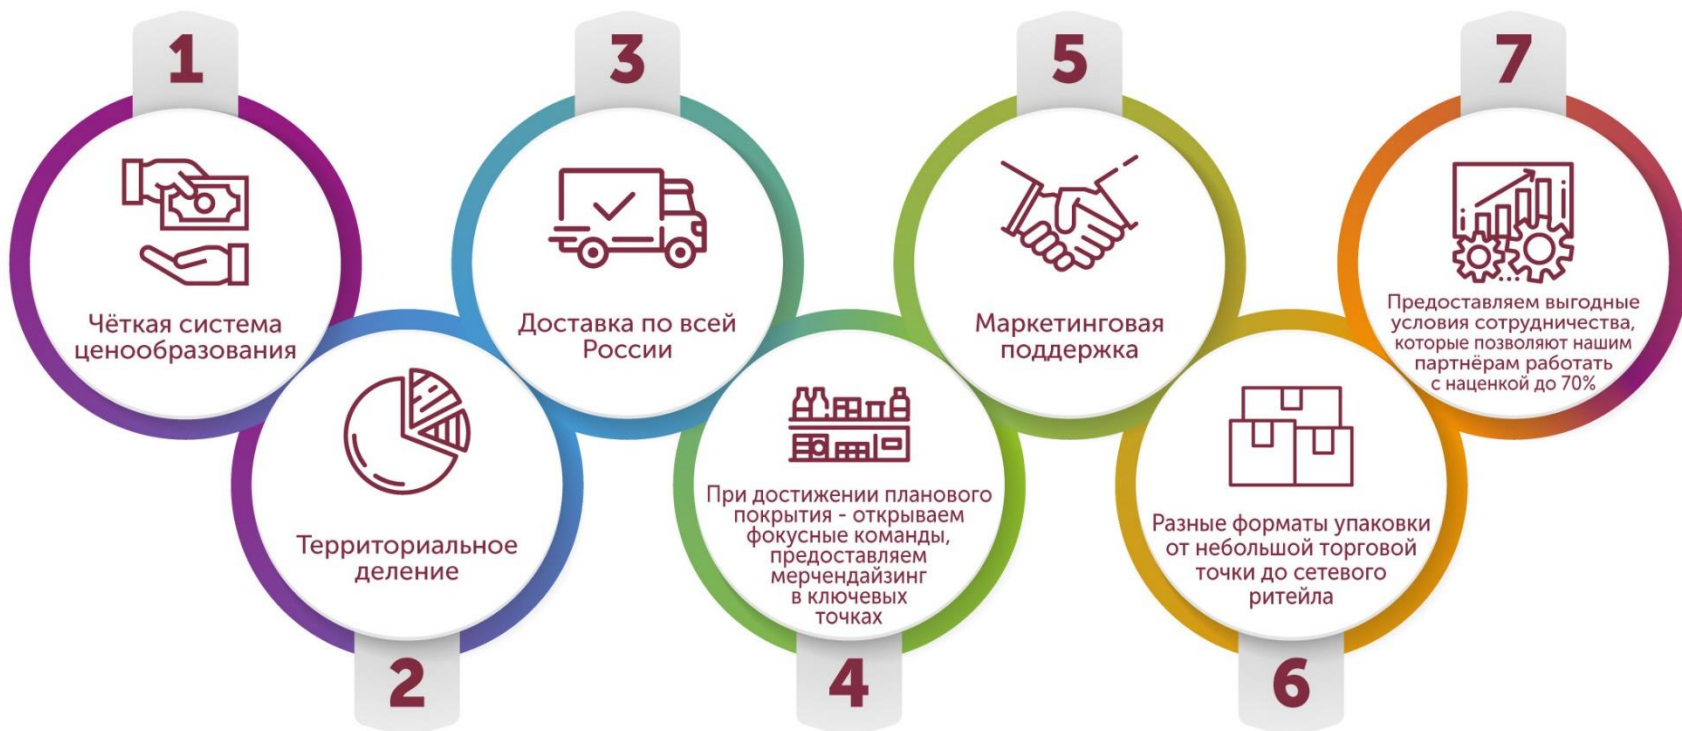 1
Чёткая система
ценообразования
2
Территориальное
деление
3
Доставка по всей
России
4
При достижении планового
покрытия - открываем
фокусные команды,
предоставляем
мерчендайзинг
в ключевых
точках
5
Маркетинговая
поддержка
6
Разные форматы упаковки
от небольшой торговой
точки до сетевого
ритейла
7
Предоставляем выгодные
условия сотрудничества,
которые позволяют нашим
партнёрам работать
с наценкой до 70%